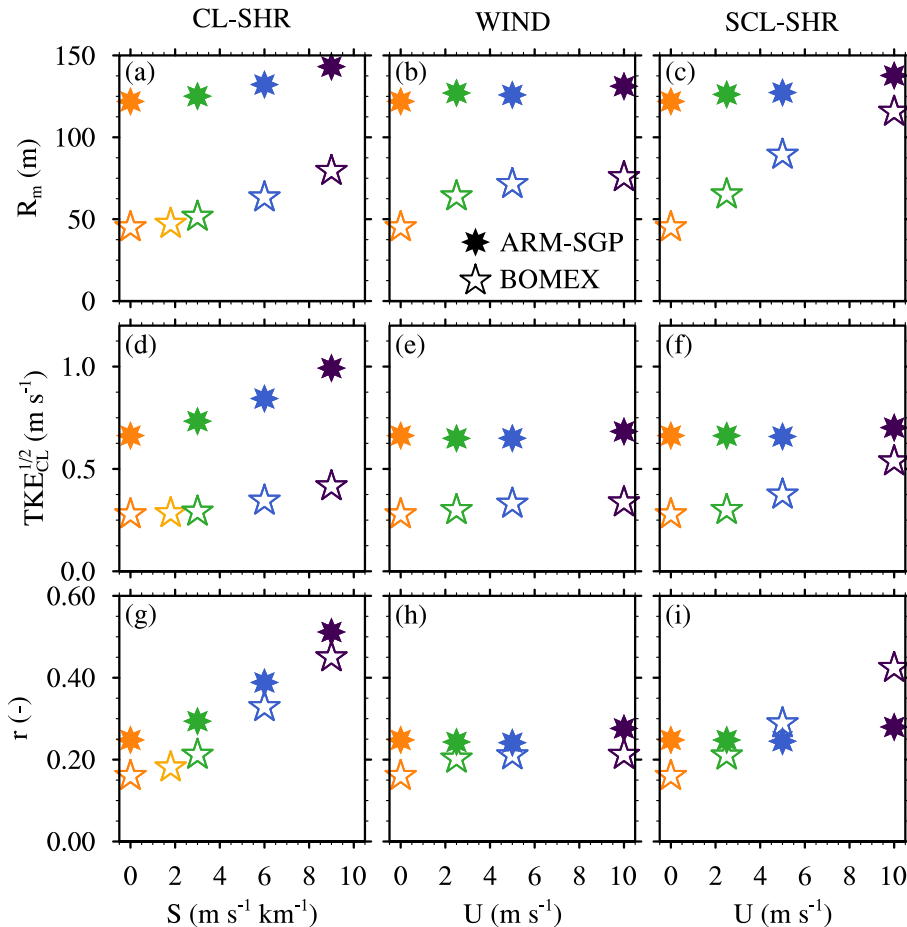 CL-SHR WIND SCL-SHR
(a) (b) (c)
150
100
50
0
R_m (m)
ARM-SGP
BOMEX
(d) (e) (f)
1.0
0.5
0.0
TKE_CL^1/2 (m s^-1)
(g) (h) (i)
0.60
0.40
0.20
0.00
r (-)
0 2 4 6 8 10 0 2 4 6 8 10 0 2 4 6 8 10
S (m s^-1 km^-1) U (m s^-1) U (m s^-1)